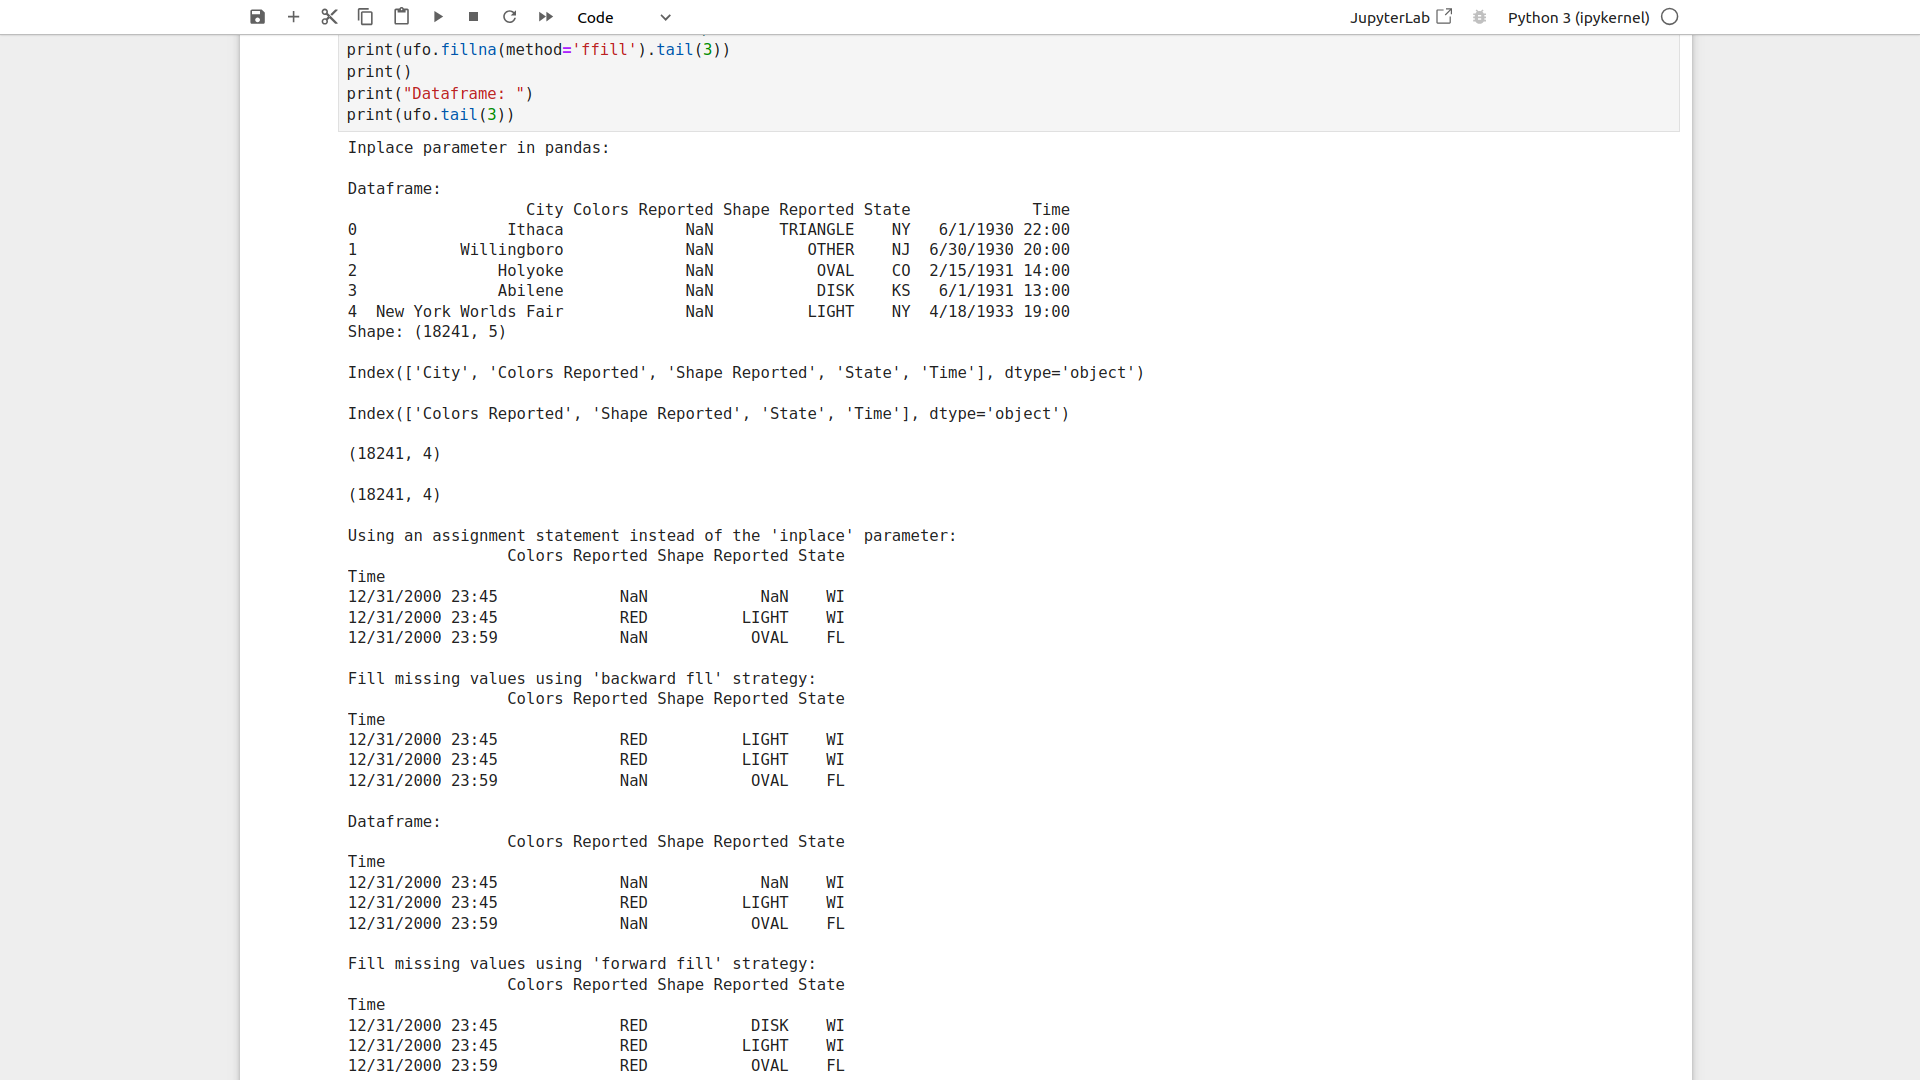 Code
JupyterLab
Python 3 (ipykernel)
print(ufo.fillna(method='ffill').tail(3))
print()
print("Dataframe: ")
print(ufo.tail(3))
Inplace parameter in pandas:
Dataframe:
City Colors Reported Shape Reported State Time
0 Ithaca NaN TRIANGLE NY 6/1/1930 22:00
1 Willingboro NaN OTHER NJ 6/30/1930 20:00
2 Holyoke NaN OVAL CO 2/15/1931 14:00
3 Abilene NaN DISK KS 6/1/1931 13:00
4 New York Worlds Fair NaN LIGHT NY 4/18/1933 19:00
Shape: (18241, 5)
Index(['City', 'Colors Reported', 'Shape Reported', 'State', 'Time'], dtype='object')
Index(['Colors Reported', 'Shape Reported', 'State', 'Time'], dtype='object')
(18241, 4)
(18241, 4)
Using an assignment statement instead of the 'inplace' parameter:
Colors Reported Shape Reported State
Time
12/31/2000 23:45 NaN NaN WI
12/31/2000 23:45 RED LIGHT WI
12/31/2000 23:59 NaN OVAL FL
Fill missing values using 'backward fll' strategy:
Colors Reported Shape Reported State
Time
12/31/2000 23:45 RED LIGHT WI
12/31/2000 23:45 RED LIGHT WI
12/31/2000 23:59 NaN OVAL FL
Dataframe:
Colors Reported Shape Reported State
Time
12/31/2000 23:45 NaN NaN WI
12/31/2000 23:45 RED LIGHT WI
12/31/2000 23:59 NaN OVAL FL
Fill missing values using 'forward fill' strategy:
Colors Reported Shape Reported State
Time
12/31/2000 23:45 RED DISK WI
12/31/2000 23:45 RED LIGHT WI
12/31/2000 23:59 RED OVAL FL